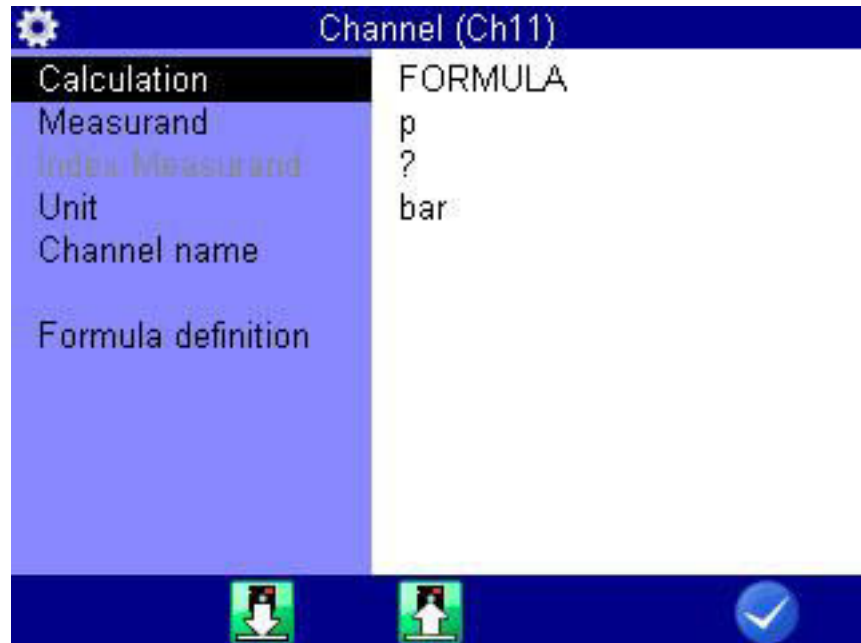 Channel (Ch11)
Calculation FORMULA
Measurand p
Index Measurand ?
Unit bar
Channel name
Formula definition